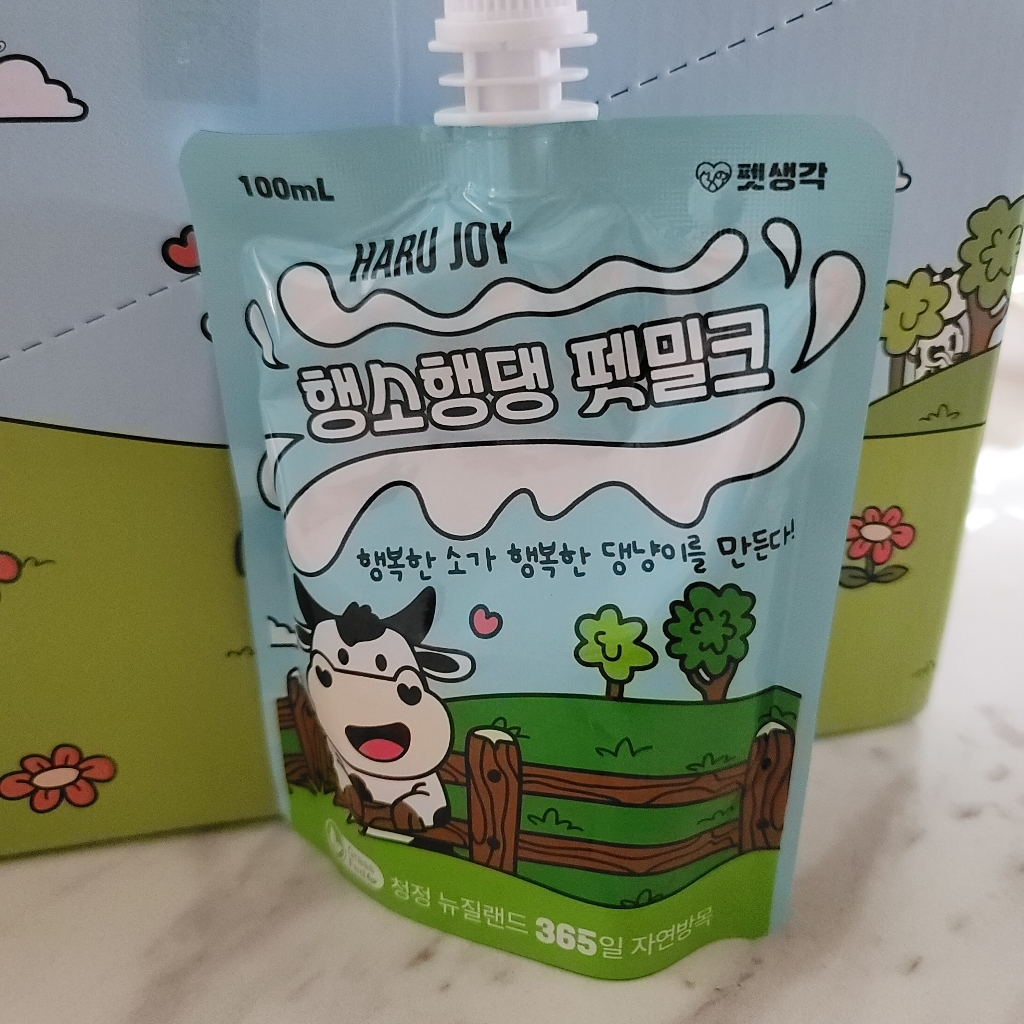 100mL
펫생각
HARU JOY
행소행댕 펫밀크
행복한 소가 행복한 댕냥이를 만든다!
청정 뉴질랜드 365일 자연방목